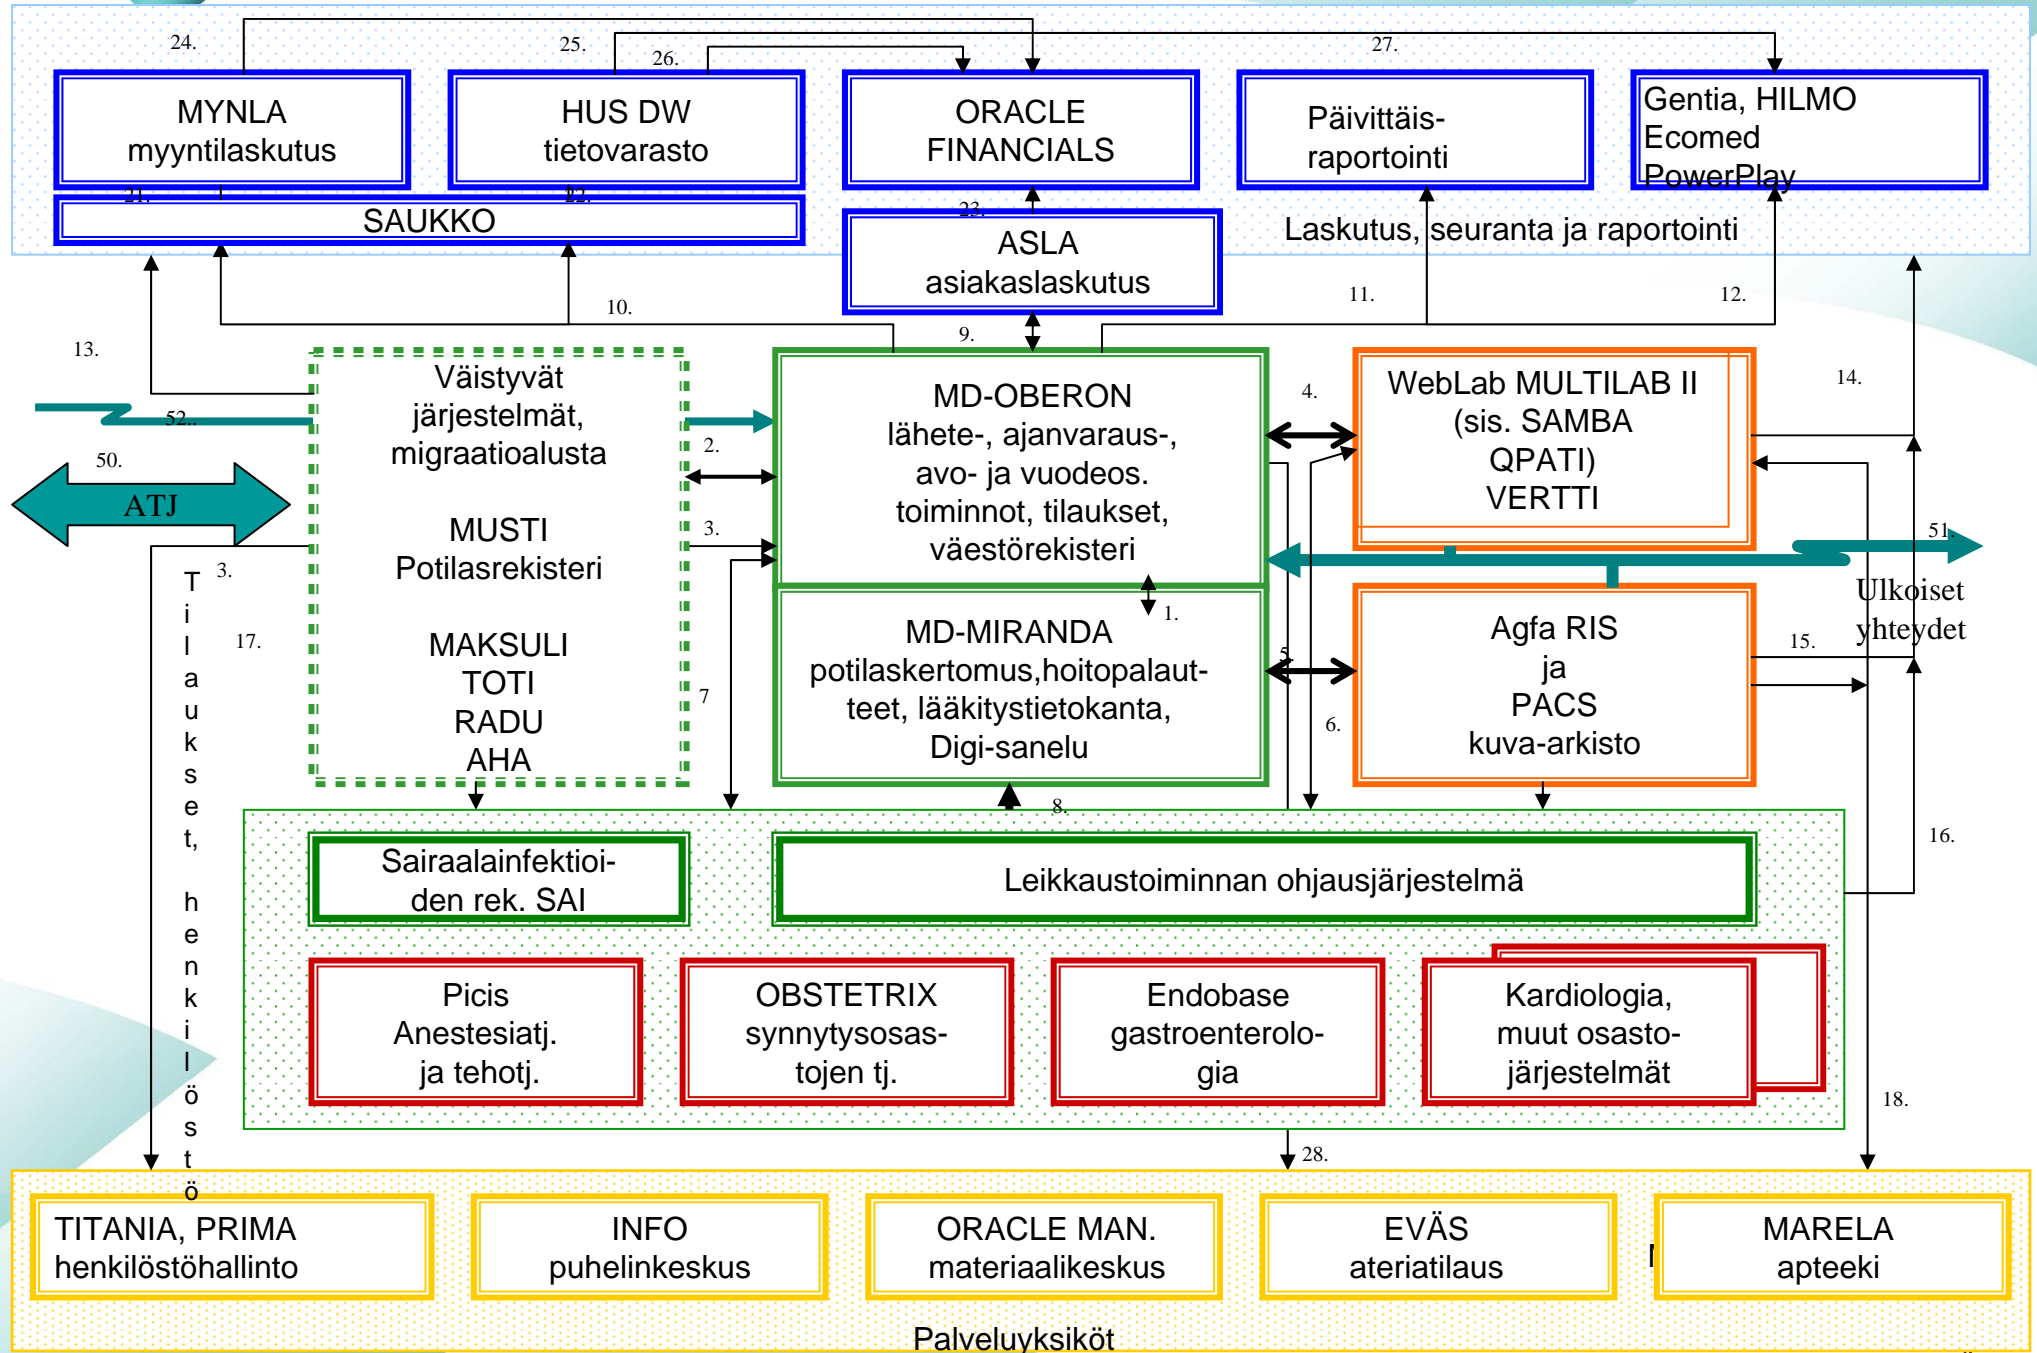 24.
25.
26.
27.
MYNLA
myyntilaskutus
HUS DW
tietovarasto
ORACLE
FINANCIALS
Päivittäis-
raportointi
Gentia, HILMO
Ecomed
PowerPlay
21.
22.
23.
SAUKKO
ASLA
asiakaslaskutus
Laskutus, seuranta ja raportointi
10.
11.
12.
9.
13.
14.
Väistyvät
järjestelmät,
migraatioalusta
MUSTI
Potilasrekisteri
MAKSULI
TOTI
RADU
AHA
52..
50.
ATJ
2.
3.
MD-OBERON
lähete-, ajanvaraus-,
avo- ja vuodeos.
toiminnot, tilaukset,
väestörekisteri
4.
WebLab MULTILAB II
(sis. SAMBA
QPATI)
VERTTI
51.
Ulkoiset
yhteydet
1.
MD-MIRANDA
potilaskertomus,hoitopalaut-
teet, lääkitystietokanta,
Digi-sanelu
5.
6.
7
8.
Agfa RIS
ja
PACS
kuva-arkisto
15.
16.
3.
17.
Tilaukset, henkilöstö
Sairaalainfektioi-
den rek. SAI
Leikkaustoiminnan ohjausjärjestelmä
Picis
Anestesiatj.
ja tehotj.
OBSTETRIX
synnytysosas-
tojen tj.
Endobase
gastroenterolo-
gia
Kardiologia,
muut osasto-
järjestelmät
18.
28.
TITANIA, PRIMA
henkilöstöhallinto
INFO
puhelinkeskus
ORACLE MAN.
materiaalikeskus
EVÄS
ateriatilaus
MARELA
apteeki
Palveluyksiköt